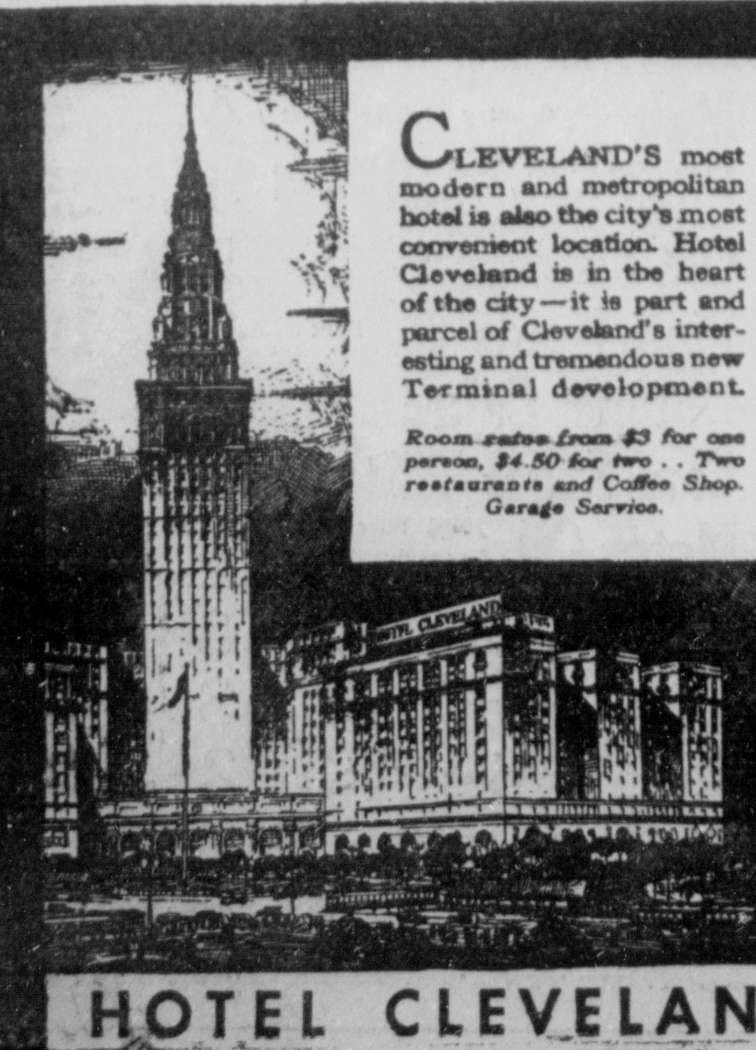 CLEVELAND'S most
modern and metropolitan
hotel is also the city's most
convenient location. Hotel
Cleveland is in the heart
of the city—it is part and
parcel of Cleveland's inter-
esting and tremendous new
Terminal development.
Room rates from $3 for one
person, $4.50 for two . . Two
restaurants and Coffee Shop.
Garage Service.
HOTEL CLEVELAND
HOTEL CLEVELAN